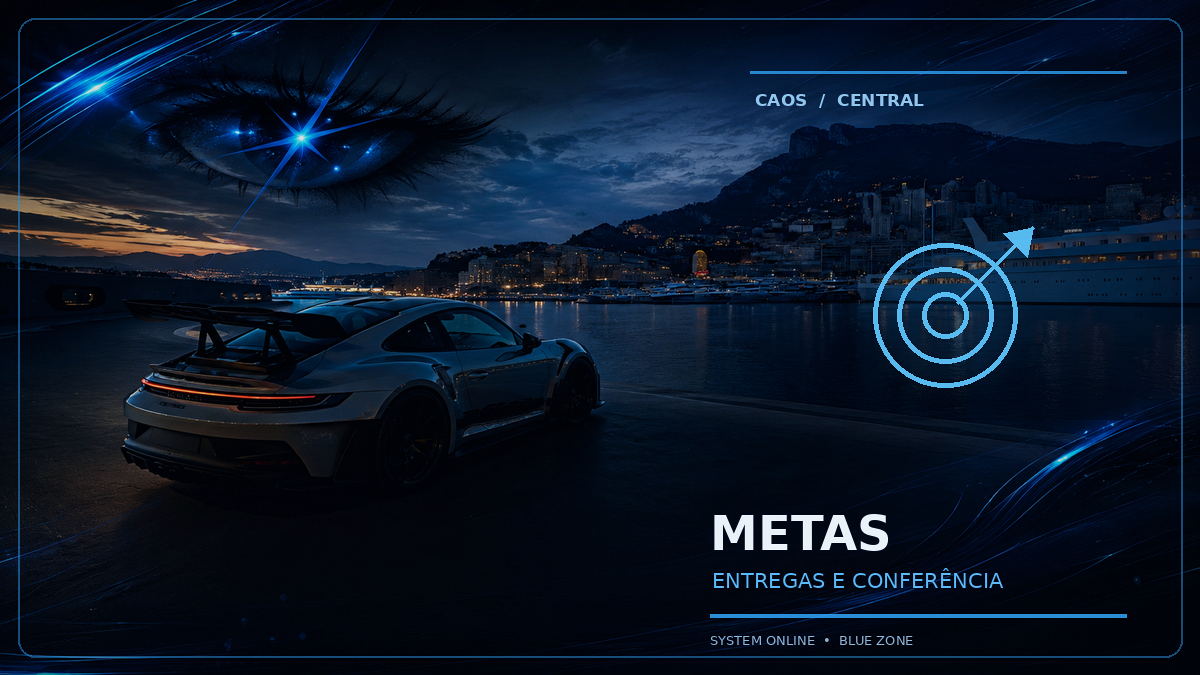 CAOS / CENTRAL
METAS
ENTREGAS E CONFERÊNCIA
SYSTEM ONLINE • BLUE ZONE